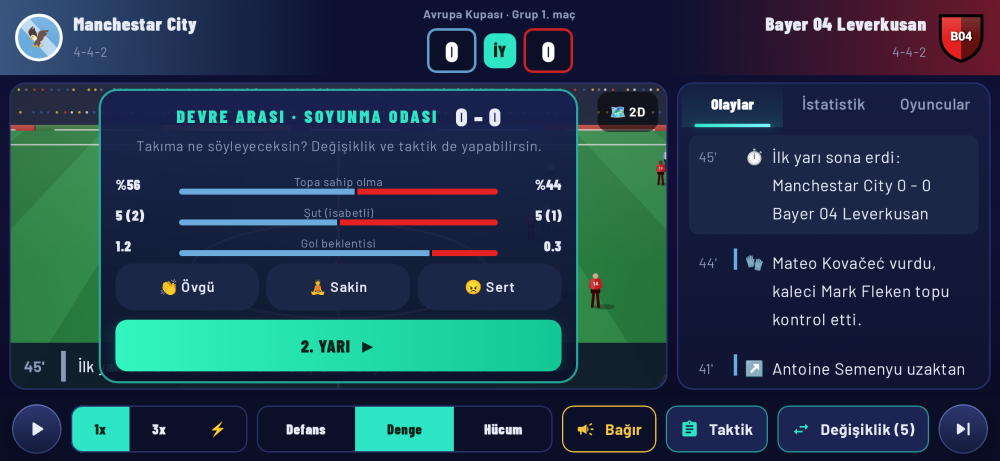 Manchestar City
4-4-2
Avrupa Kupası · Grup 1. maç
0 İY 0
Bayer 04 Leverkusan
4-4-2
B04
DEVRE ARASI · SOYUNMA ODASI 0 - 0
Takıma ne söyleyeceksin? Değişiklik ve taktik de yapabilirsin.
%56 Topa sahip olma %44
5 (2) Şut (isabetli) 5 (1)
1.2 Gol beklentisi 0.3
Övgü Sakin Sert
2. YARI
45' İlk
2D
14
Olaylar İstatistik Oyuncular
45' İlk yarı sona erdi:
Manchestar City 0 - 0
Bayer 04 Leverkusan
44' Mateo Kovačeć vurdu,
kaleci Mark Fleken topu
kontrol etti.
41' Antoine Semenyu uzaktan
1x 3x Defans Denge Hücum Bağır Taktik Değişiklik (5)